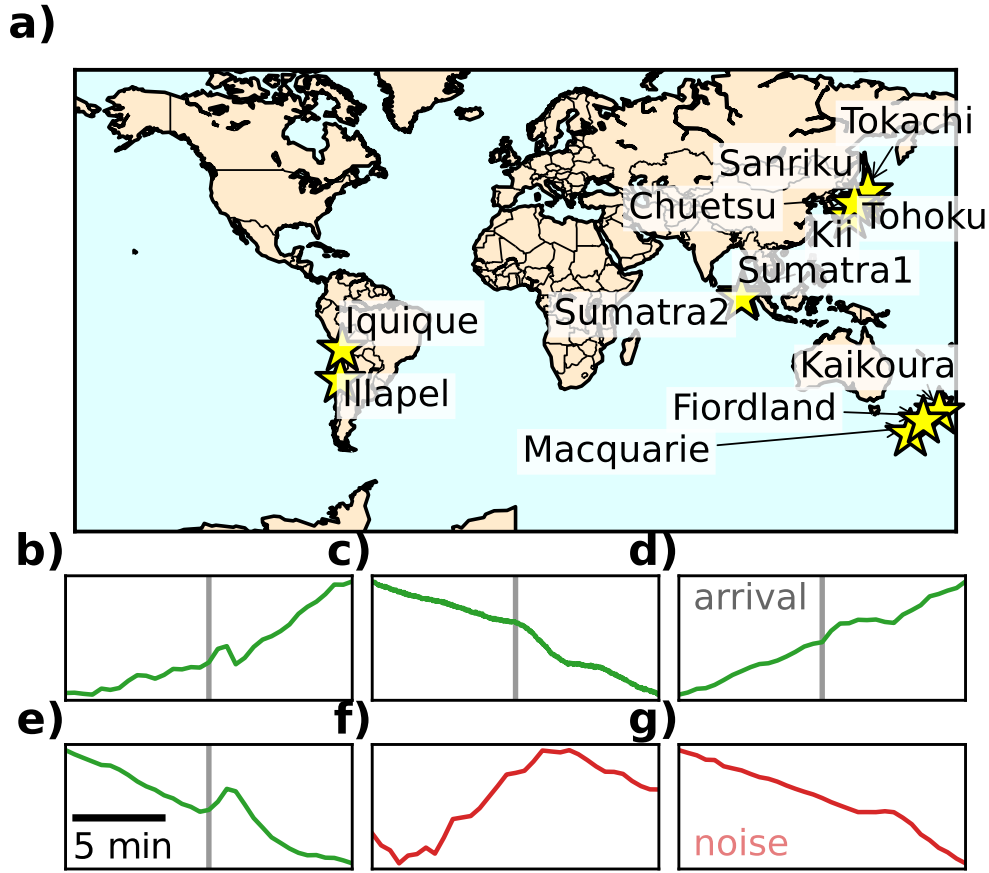 a)
Tokachi
Sanriku
Chuetsu
Tohoku
Kii
Sumatra1
Sumatra2
Iquique
Kaikoura
Illapel
Fiordland
Macquarie
b)
c)
d)
arrival
e)
f)
g)
5 min
noise